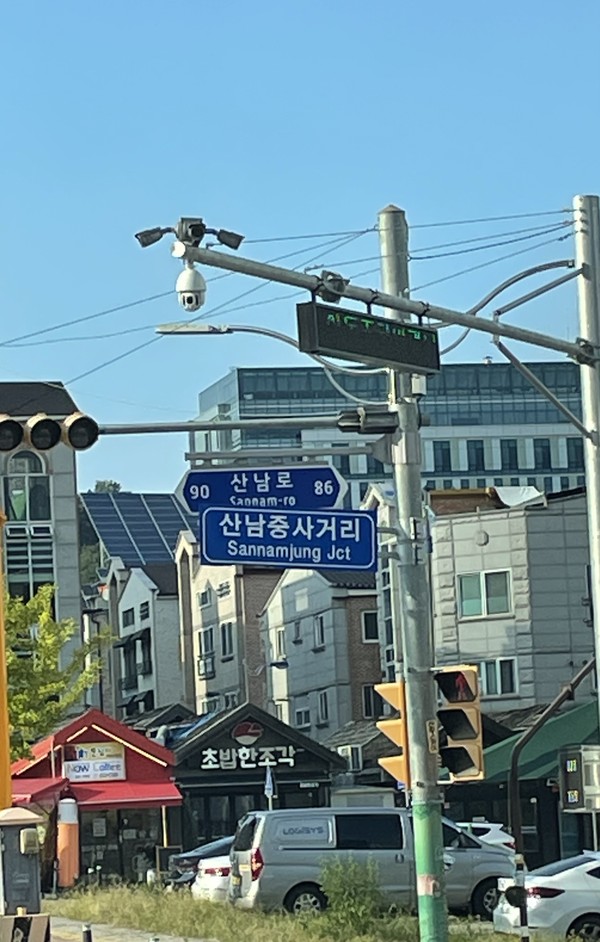 90 산남로 86
Sannam-ro
산남중사거리
Sannamjung Jct
Now Coffee
초밥한조각
LOGISYS